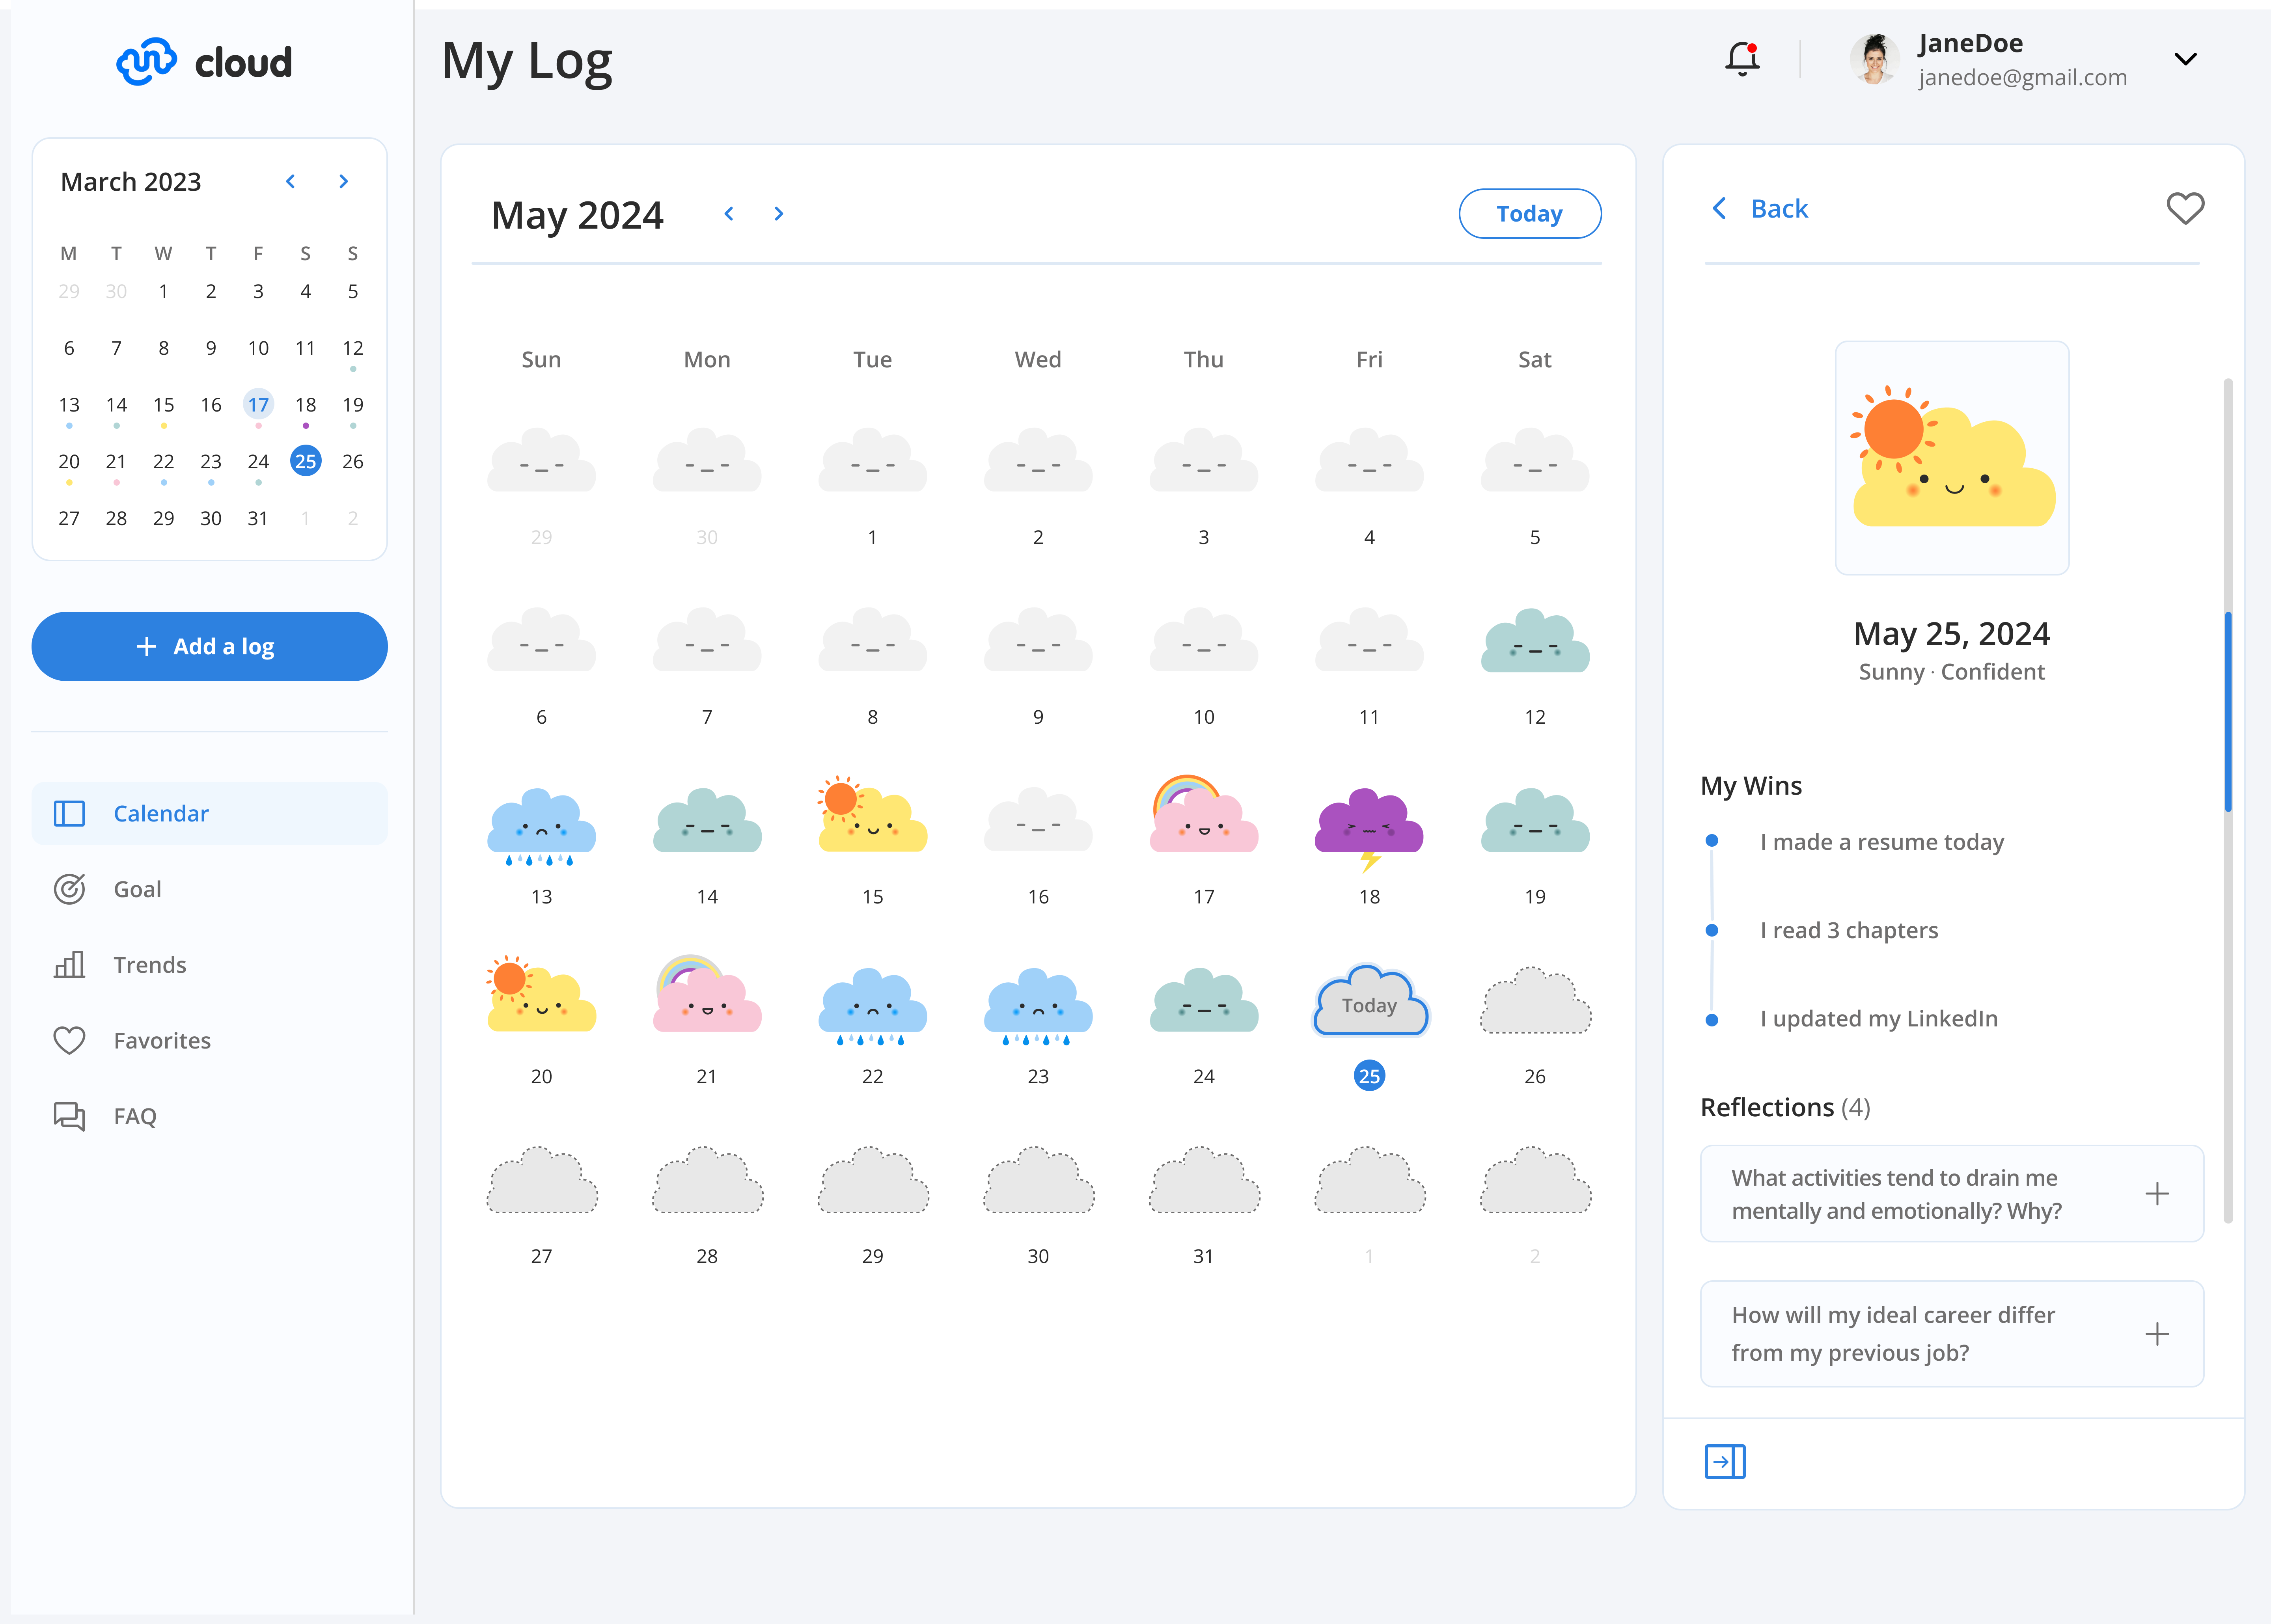 cloud
March 2023
M T W T F S S
29 30 1 2 3 4 5
6 7 8 9 10 11 12
13 14 15 16 17 18 19
20 21 22 23 24 25 26
27 28 29 30 31 1 2
+ Add a log
Calendar
Goal
Trends
Favorites
FAQ
My Log
JaneDoe
janedoe@gmail.com
May 2024
Today
Sun Mon Tue Wed Thu Fri Sat
29 30 1 2 3 4 5
6 7 8 9 10 11 12
13 14 15 16 17 18 19
Today
20 21 22 23 24 25 26
27 28 29 30 31 1 2
Back
May 25, 2024
Sunny · Confident
My Wins
I made a resume today
I read 3 chapters
I updated my LinkedIn
Reflections (4)
What activities tend to drain me
mentally and emotionally? Why?
How will my ideal career differ
from my previous job?